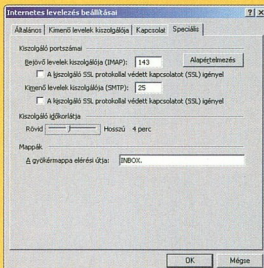 Internetes levelezés beállításai
Általános Kimenő levelek kiszolgálója Kapcsolat Speciális
Kiszolgáló portszámai
Bejövő levelek kiszolgálója (IMAP): 143 Alapértelmezés
A kiszolgáló SSL protokollal védett kapcsolatot (SSL) igényel
Kimenő levelek kiszolgálója (SMTP): 25
A kiszolgáló SSL protokollal védett kapcsolatot (SSL) igényel
Kiszolgáló időkorlátja
Rövid Hosszú 4 perc
Mappák
A gyökérmappa elérési útja: INBOX.
OK Mégse